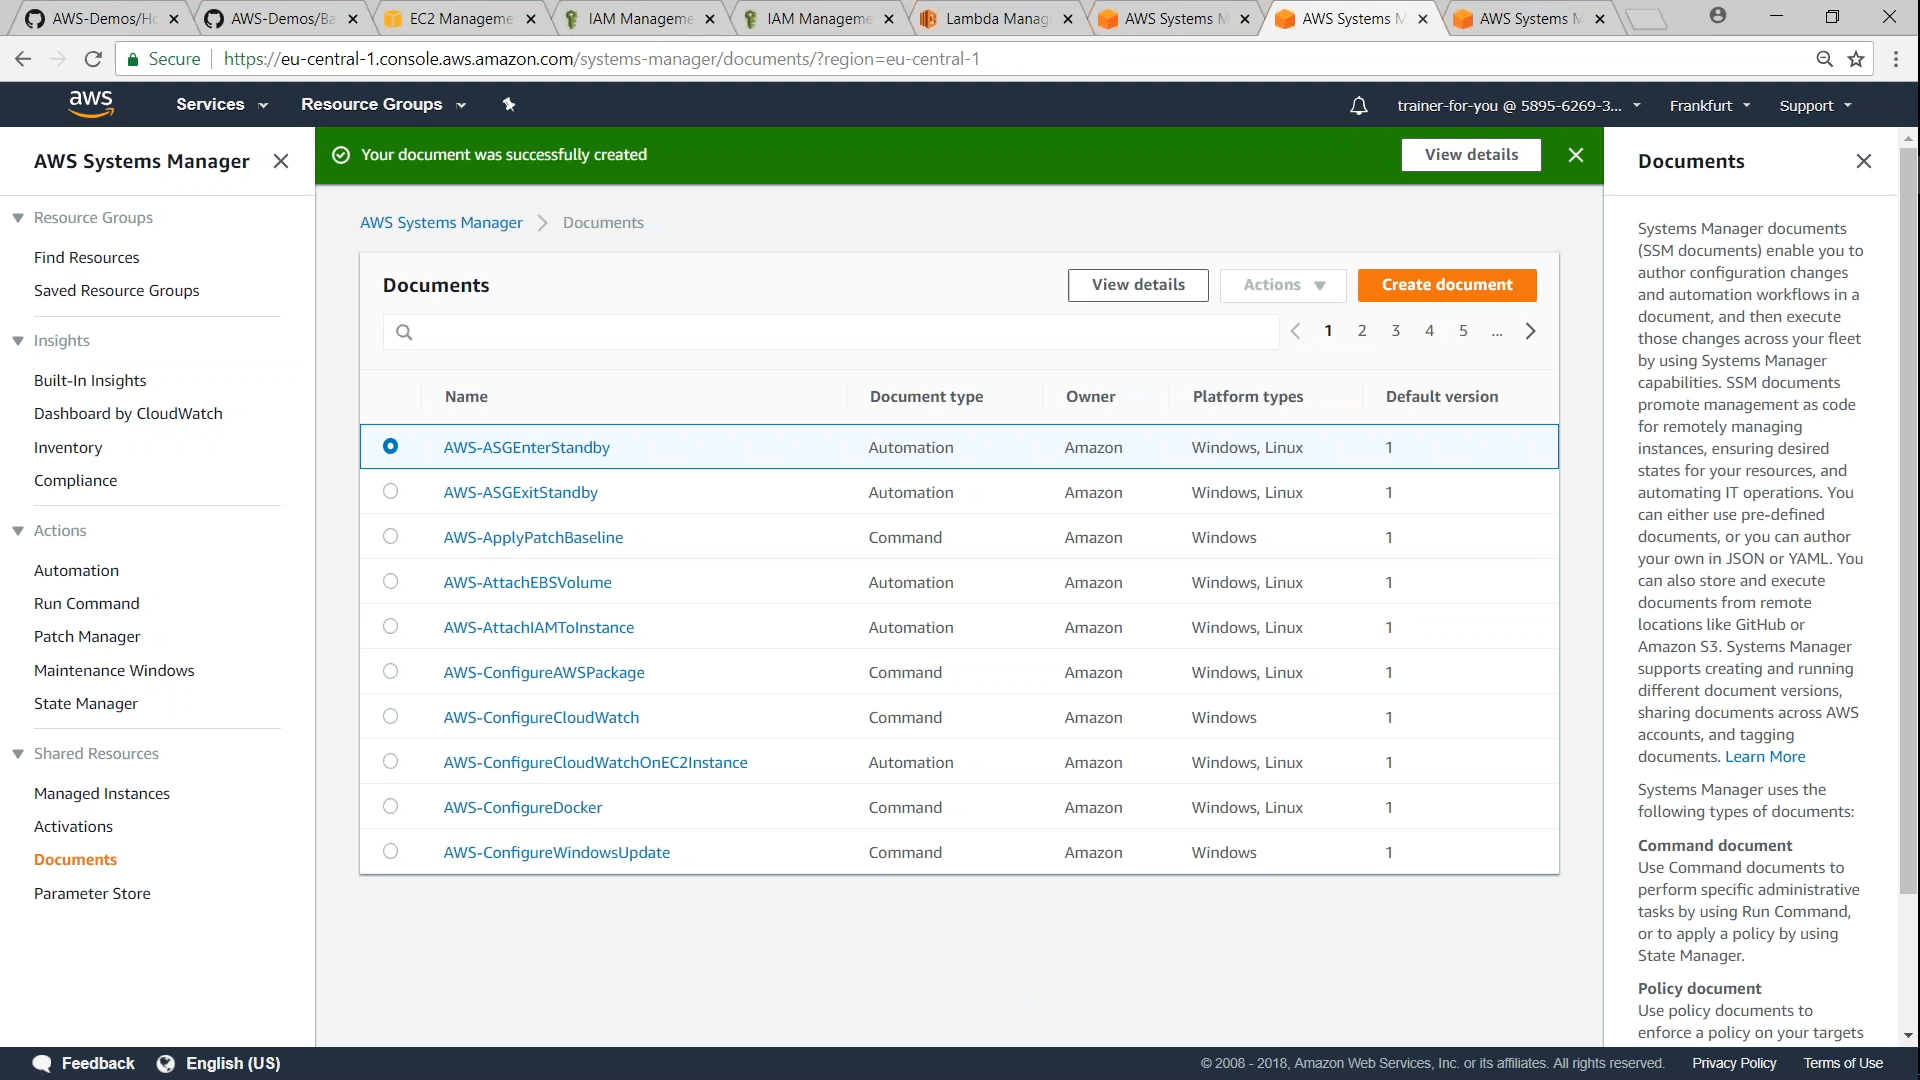 AWS-Demos/Ho
AWS-Demos/Ba
EC2 Manageme
IAM Manageme
IAM Manageme
Lambda Manag
AWS Systems M
AWS Systems M
AWS Systems M
Secure
https://eu-central-1.console.aws.amazon.com/systems-manager/documents/?region=eu-central-1
aws
Services
Resource Groups
trainer-for-you @ 5895-6269-3...
Frankfurt
Support
AWS Systems Manager
Resource Groups
Find Resources
Saved Resource Groups
Insights
Built-In Insights
Dashboard by CloudWatch
Inventory
Compliance
Actions
Automation
Run Command
Patch Manager
Maintenance Windows
State Manager
Shared Resources
Managed Instances
Activations
Documents
Parameter Store
Your document was successfully created
View details
AWS Systems Manager
Documents
Documents
View details
Actions
Create document
1 2 3 4 5 ...
Name Document type Owner Platform types Default version
AWS-ASGEnterStandby Automation Amazon Windows, Linux 1
AWS-ASGExitStandby Automation Amazon Windows, Linux 1
AWS-ApplyPatchBaseline Command Amazon Windows 1
AWS-AttachEBSVolume Automation Amazon Windows, Linux 1
AWS-AttachIAMToInstance Automation Amazon Windows, Linux 1
AWS-ConfigureAWSPackage Command Amazon Windows, Linux 1
AWS-ConfigureCloudWatch Command Amazon Windows 1
AWS-ConfigureCloudWatchOnEC2Instance Automation Amazon Windows, Linux 1
AWS-ConfigureDocker Command Amazon Windows, Linux 1
AWS-ConfigureWindowsUpdate Command Amazon Windows 1
Documents
Systems Manager documents
(SSM documents) enable you to
author configuration changes
and automation workflows in a
document, and then execute
those changes across your fleet
by using Systems Manager
capabilities. SSM documents
promote management as code
for remotely managing
instances, ensuring desired
states for your resources, and
automating IT operations. You
can either use pre-defined
documents, or you can author
your own in JSON or YAML. You
can also store and execute
documents from remote
locations like GitHub or
Amazon S3. Systems Manager
supports creating and running
different document versions,
sharing documents across AWS
accounts, and tagging
documents. Learn More
Systems Manager uses the
following types of documents:
Command document
Use Command documents to
perform specific administrative
tasks by using Run Command,
or to apply a policy by using
State Manager.
Policy document
Use policy documents to
enforce a policy on your targets
Feedback
English (US)
© 2008 - 2018, Amazon Web Services, Inc. or its affiliates. All rights reserved.
Privacy Policy
Terms of Use